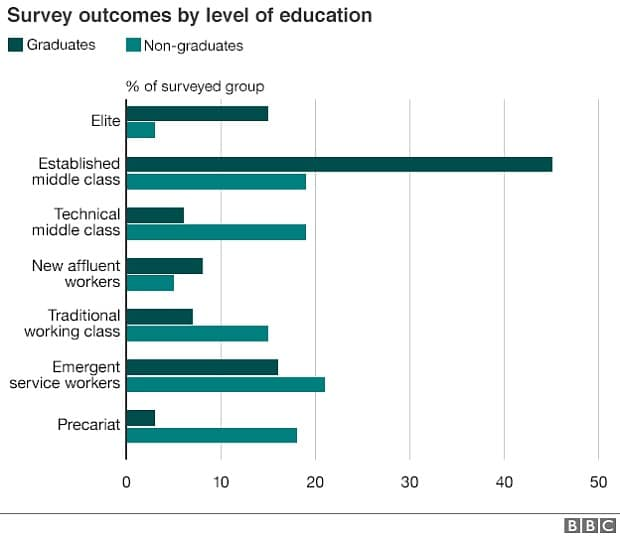 Survey outcomes by level of education
Graduates
Non-graduates
% of surveyed group
Elite
Established
middle class
Technical
middle class
New affluent
workers
Traditional
working class
Emergent
service workers
Precariat
0 10 20 30 40 50
BBC